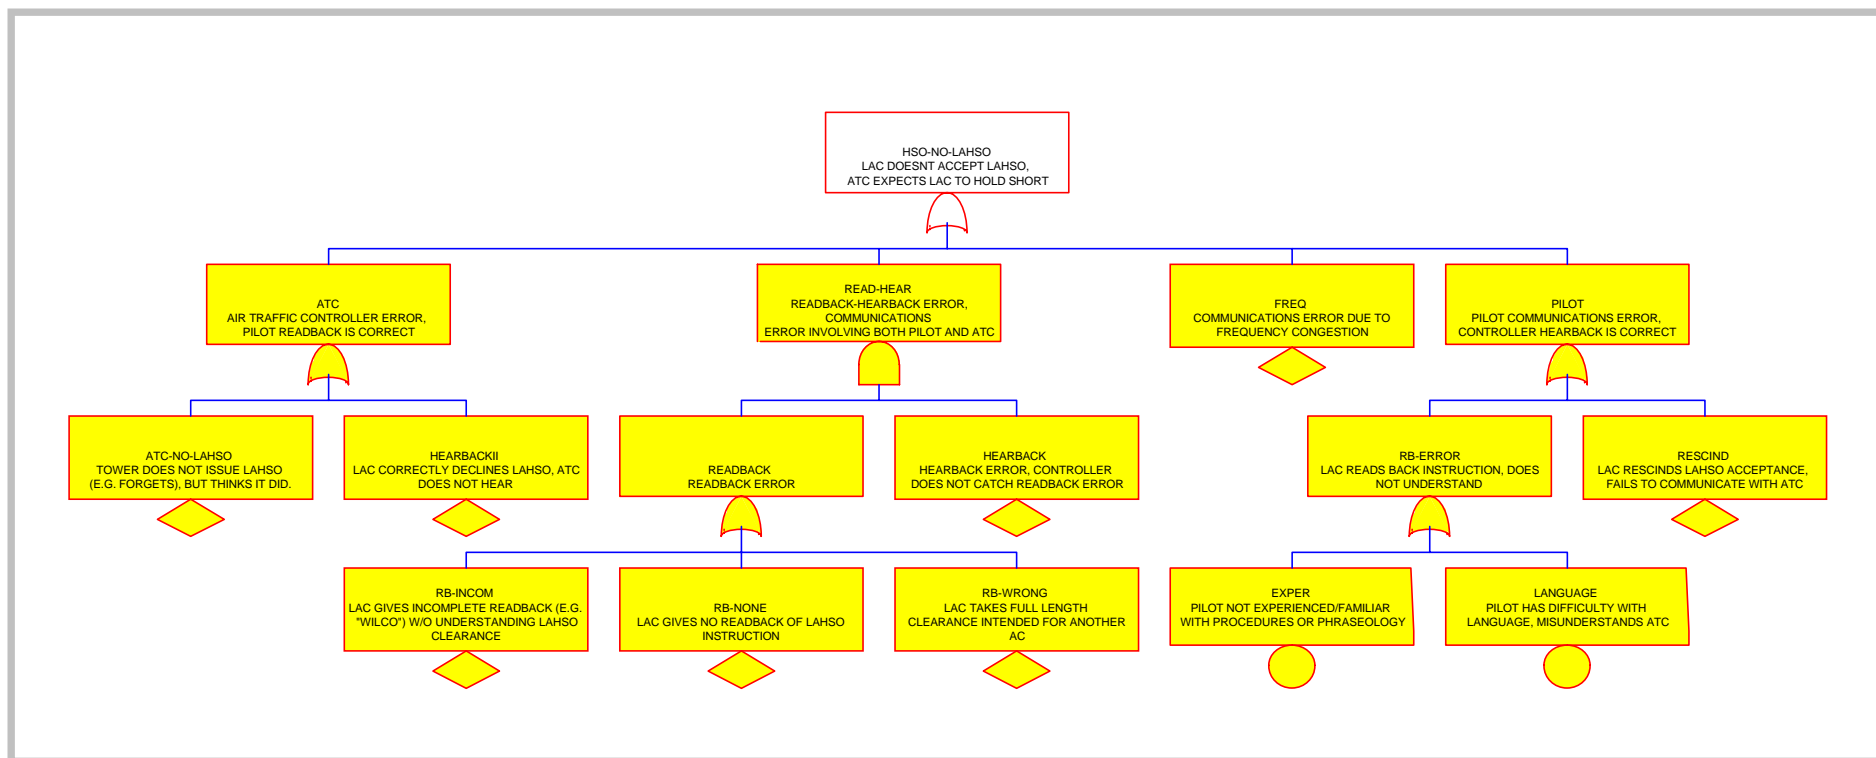 HSO-NO-LAHSO
LAC DOESNT ACCEPT LAHSO,
ATC EXPECTS LAC TO HOLD SHORT
ATC
AIR TRAFFIC CONTROLLER ERROR,
PILOT READBACK IS CORRECT
READ-HEAR
READBACK-HEARBACK ERROR,
COMMUNICATIONS
ERROR INVOLVING BOTH PILOT AND ATC
FREQ
COMMUNICATIONS ERROR DUE TO
FREQUENCY CONGESTION
PILOT
PILOT COMMUNICATIONS ERROR,
CONTROLLER HEARBACK IS CORRECT
ATC-NO-LAHSO
TOWER DOES NOT ISSUE LAHSO
(E.G. FORGETS), BUT THINKS IT DID.
HEARBACKII
LAC CORRECTLY DECLINES LAHSO, ATC
DOES NOT HEAR
READBACK
READBACK ERROR
HEARBACK
HEARBACK ERROR, CONTROLLER
DOES NOT CATCH READBACK ERROR
RB-ERROR
LAC READS BACK INSTRUCTION, DOES
NOT UNDERSTAND
RESCIND
LAC RESCINDS LAHSO ACCEPTANCE,
FAILS TO COMMUNICATE WITH ATC
RB-INCOM
LAC GIVES INCOMPLETE READBACK (E.G.
"WILCO") W/O UNDERSTANDING LAHSO
CLEARANCE
RB-NONE
LAC GIVES NO READBACK OF LAHSO
INSTRUCTION
RB-WRONG
LAC TAKES FULL LENGTH
CLEARANCE INTENDED FOR ANOTHER
AC
EXPER
PILOT NOT EXPERIENCED/FAMILIAR
WITH PROCEDURES OR PHRASEOLOGY
LANGUAGE
PILOT HAS DIFFICULTY WITH
LANGUAGE, MISUNDERSTANDS ATC